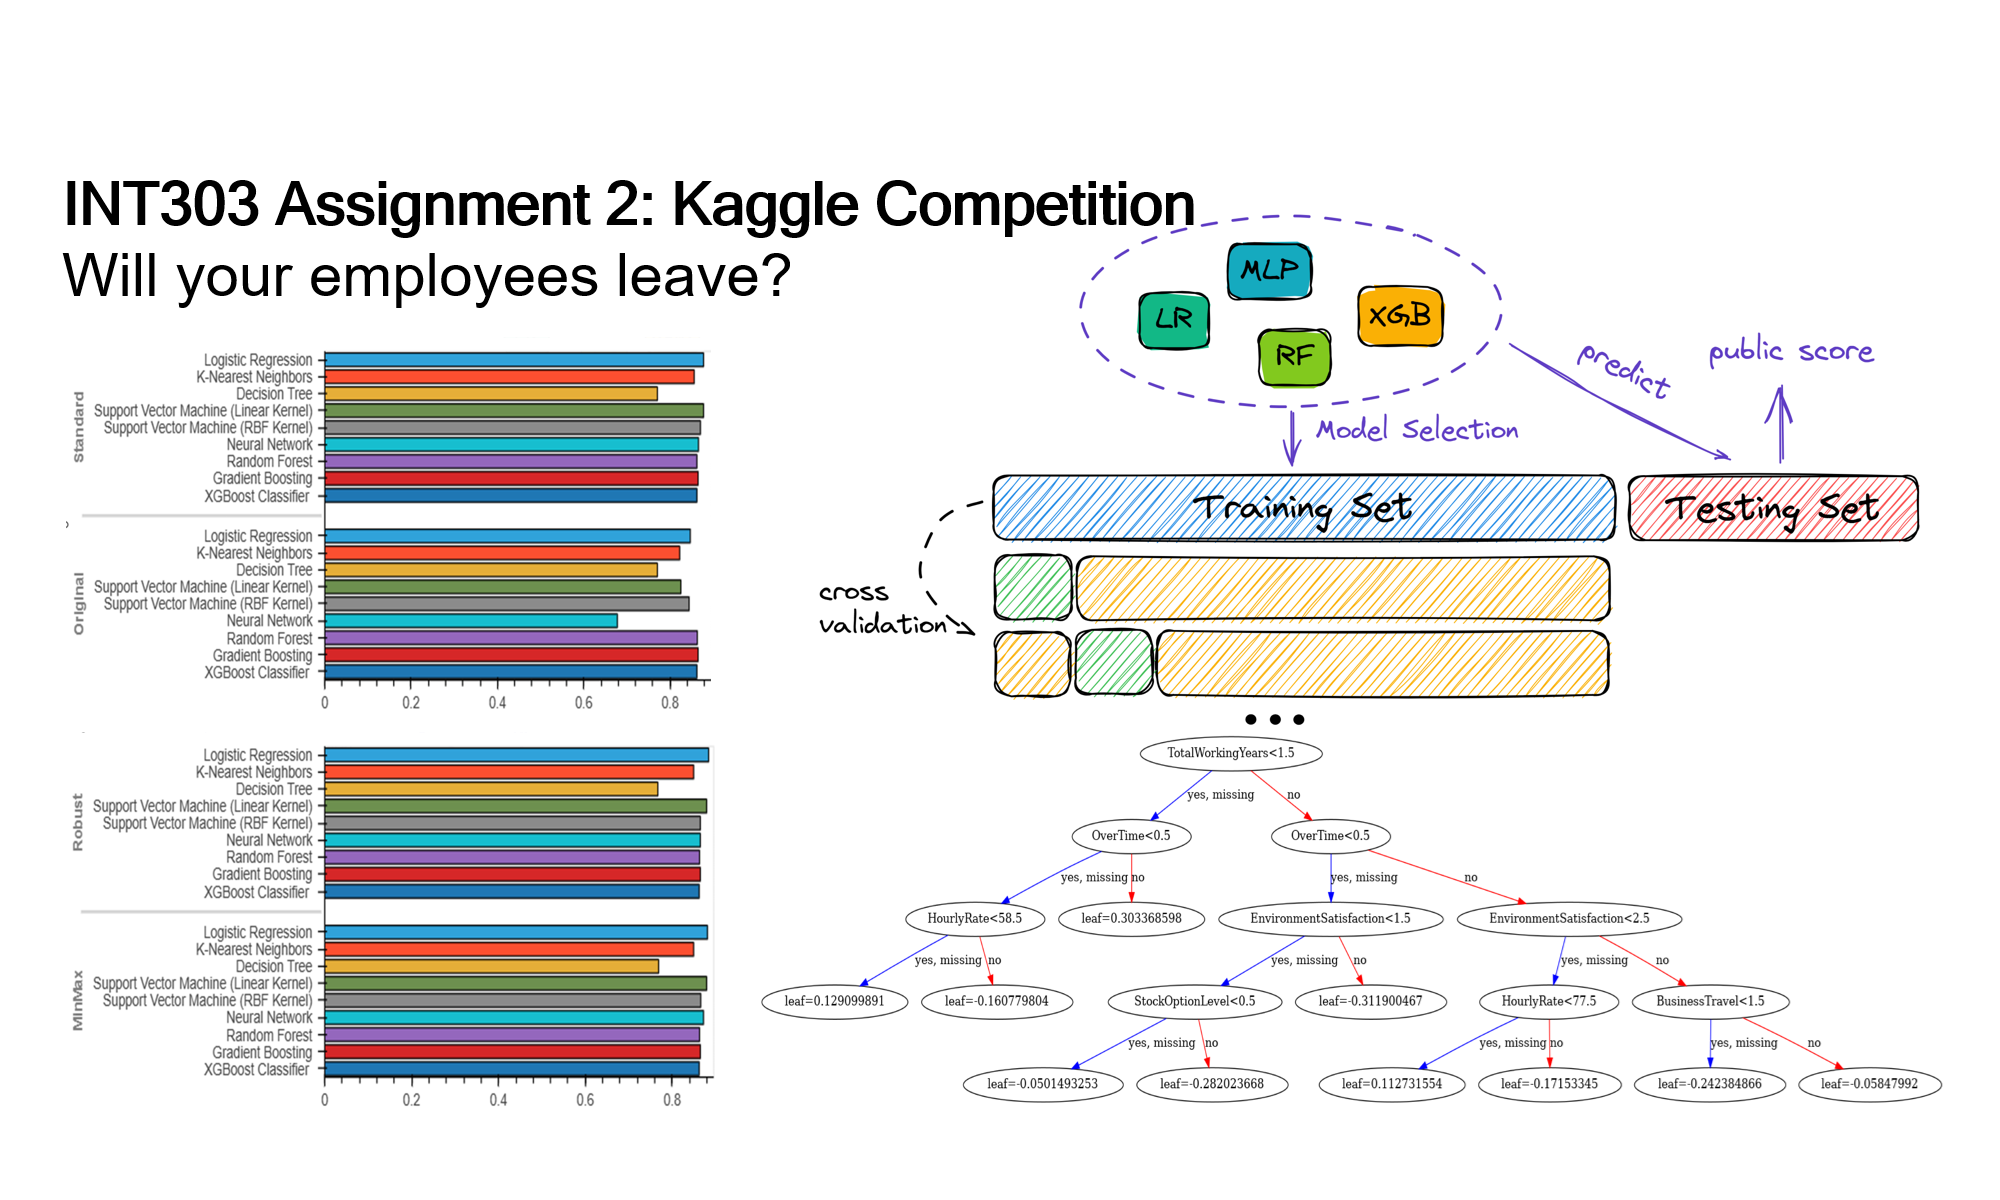 INT303 Assignment 2: Kaggle Competition
Will your employees leave?
Standard
Logistic Regression
K-Nearest Neighbors
Decision Tree
Support Vector Machine (Linear Kernel)
Support Vector Machine (RBF Kernel)
Neural Network
Random Forest
Gradient Boosting
XGBoost Classifier
Original
Logistic Regression
K-Nearest Neighbors
Decision Tree
Support Vector Machine (Linear Kernel)
Support Vector Machine (RBF Kernel)
Neural Network
Random Forest
Gradient Boosting
XGBoost Classifier
0 0.2 0.4 0.6 0.8
Robust
Logistic Regression
K-Nearest Neighbors
Decision Tree
Support Vector Machine (Linear Kernel)
Support Vector Machine (RBF Kernel)
Neural Network
Random Forest
Gradient Boosting
XGBoost Classifier
MinMax
Logistic Regression
K-Nearest Neighbors
Decision Tree
Support Vector Machine (Linear Kernel)
Support Vector Machine (RBF Kernel)
Neural Network
Random Forest
Gradient Boosting
XGBoost Classifier
0 0.2 0.4 0.6 0.8
MLP
LR
XGB
RF
predict
public score
Model Selection
Training Set
Testing Set
cross
validation
...
TotalWorkingYears<1.5
yes, missing no
OverTime<0.5 OverTime<0.5
yes, missing no yes, missing no
HourlyRate<58.5 leaf=0.303368598 EnvironmentSatisfaction<1.5 EnvironmentSatisfaction<2.5
yes, missing no yes, missing no yes, missing no
leaf=0.129099891 leaf=-0.160779804 StockOptionLevel<0.5 leaf=-0.311900467 HourlyRate<77.5 BusinessTravel<1.5
yes, missing no yes, missing no yes, missing no
leaf=-0.0501493253 leaf=-0.282023668 leaf=0.112731554 leaf=-0.17153345 leaf=-0.242384866 leaf=-0.05847992